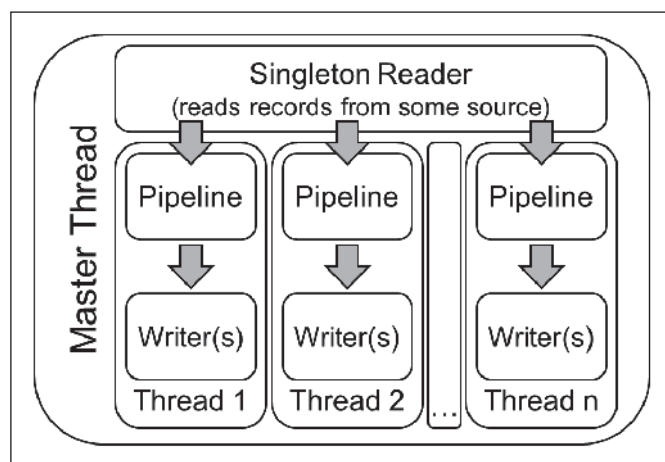 Singleton Reader
(reads records from some source)
Master Thread
Pipeline
Pipeline
Pipeline
Writer(s)
Writer(s)
Writer(s)
Thread 1
Thread 2
...
Thread n